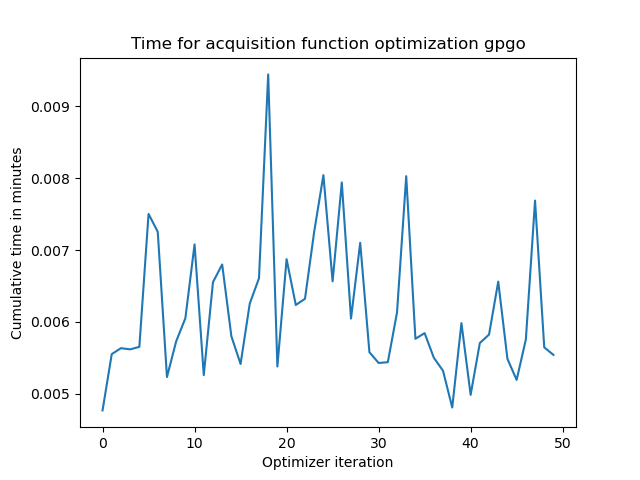 Time for acquisition function optimization gpgo
Cumulative time in minutes
0.009
0.008
0.007
0.006
0.005
0 10 20 30 40 50
Optimizer iteration